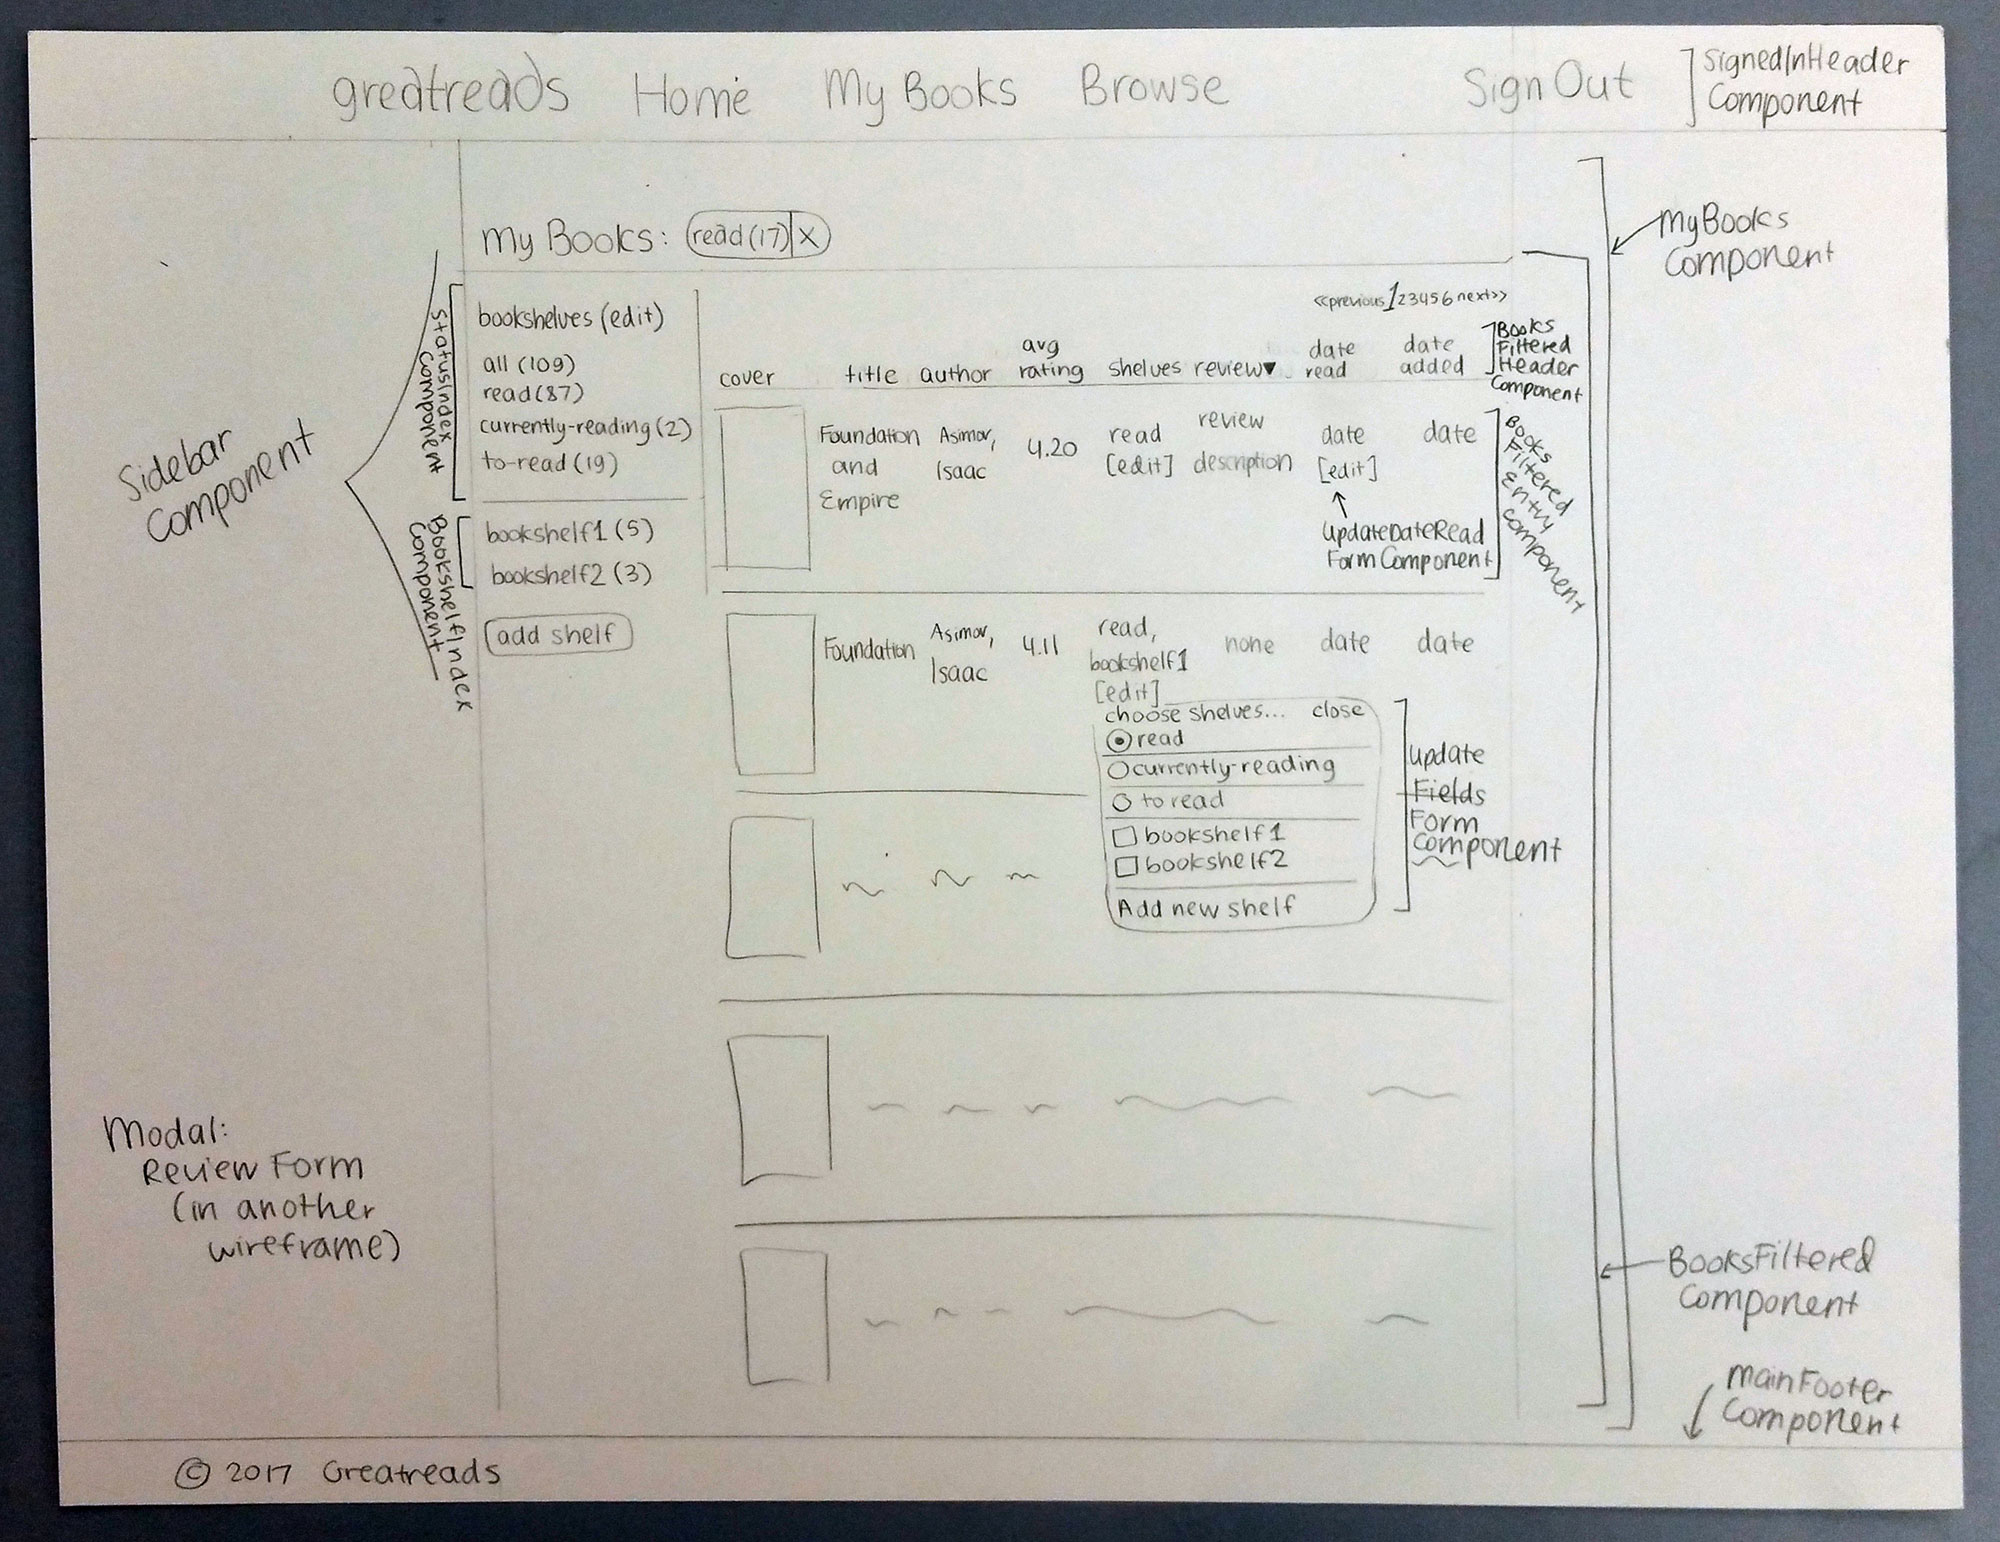 greatreads Home My Books Browse Sign Out
SignedInHeader
Component
My Books: read (17) X
MyBooks
Component
Sidebar
Component
StatusIndex
Component
bookshelves (edit)
all (109)
read (87)
currently-reading (2)
to-read (19)
BookshelfIndex
Component
bookshelf1 (5)
bookshelf2 (3)
add shelf
<<previous 1 2 3 4 5 6 next>>
cover title author avg rating shelves review▼ date read date added
Books
Filtered
Header
Component
Foundation and Empire Asimov, Isaac 4.20 read [edit] review description date [edit] date
UpdateDateRead
FormComponent
Books
Filtered
Entry
Component
Foundation Asimov, Isaac 4.11 read, bookshelf1 [edit] none date date
choose shelves... close
read
currently-reading
to read
bookshelf1
bookshelf2
Add new shelf
Update
Fields
Form
Component
Modal:
Review Form
(in another
wireframe)
BooksFiltered
Component
MainFooter
Component
© 2017 Greatreads